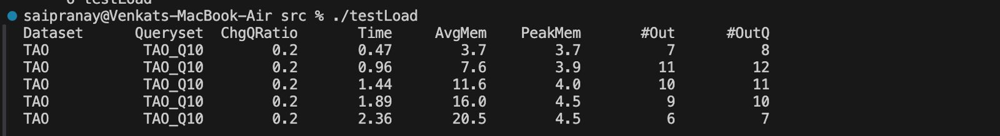 6 testLoad
saipranay@Venkats-MacBook-Air src % ./testLoad
Dataset Queryset ChgQRatio Time AvgMem PeakMem #Out #OutQ
TAO TAO_Q10 0.2 0.47 3.7 3.7 7 8
TAO TAO_Q10 0.2 0.96 7.6 3.9 11 12
TAO TAO_Q10 0.2 1.44 11.6 4.0 10 11
TAO TAO_Q10 0.2 1.89 16.0 4.5 9 10
TAO TAO_Q10 0.2 2.36 20.5 4.5 6 7